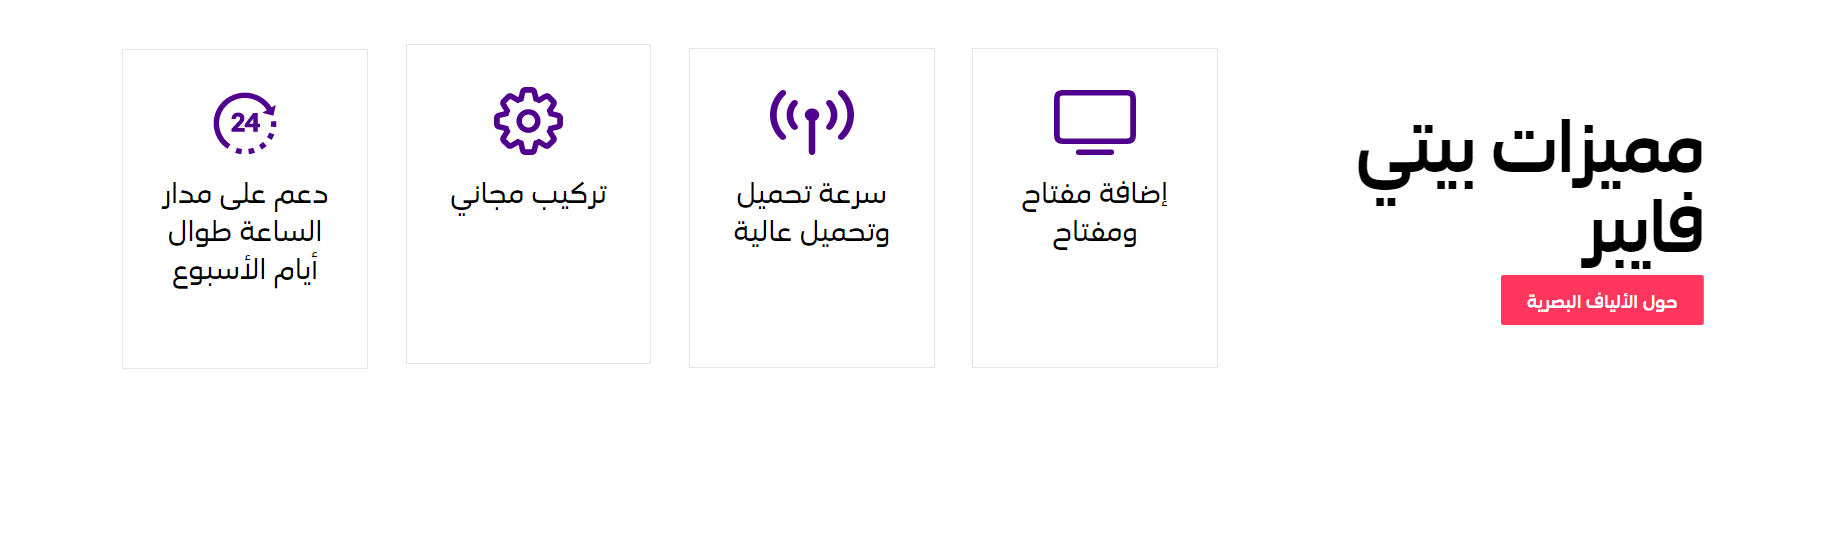 مميزات بيتي
فايبر
حول الألياف البصرية
إضافة مفتاح
ومفتاح
سرعة تحميل
وتحميل عالية
تركيب مجاني
24
دعم على مدار
الساعة طوال
أيام الأسبوع